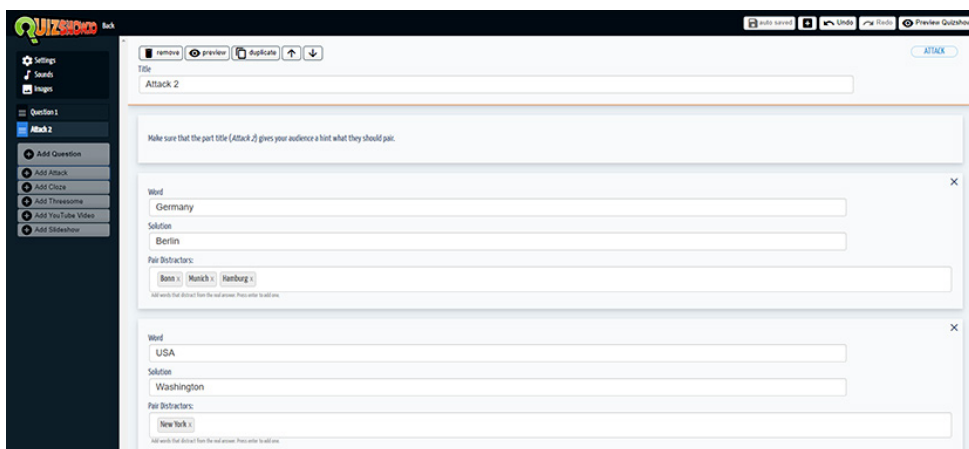 QUIZSHOWDO Back
auto saved Undo Redo Preview Quizshow
Settings
Sounds
Images
Question 1
Attack 2
Add Question
Add Attack
Add Cloze
Add Threesome
Add YouTube Video
Add Slideshow
remove preview duplicate
ATTACK
Title
Attack 2
Make sure that the part title (Attack 2) gives your audience a hint what they should pair.
Word
Germany
Solution
Berlin
Pair Distractors:
Bonn x Munich x Hamburg x
Add words that distract from the real answer. Press enter to add one.
Word
USA
Solution
Washington
Pair Distractors:
New York x
Add words that distract from the real answer. Press enter to add one.